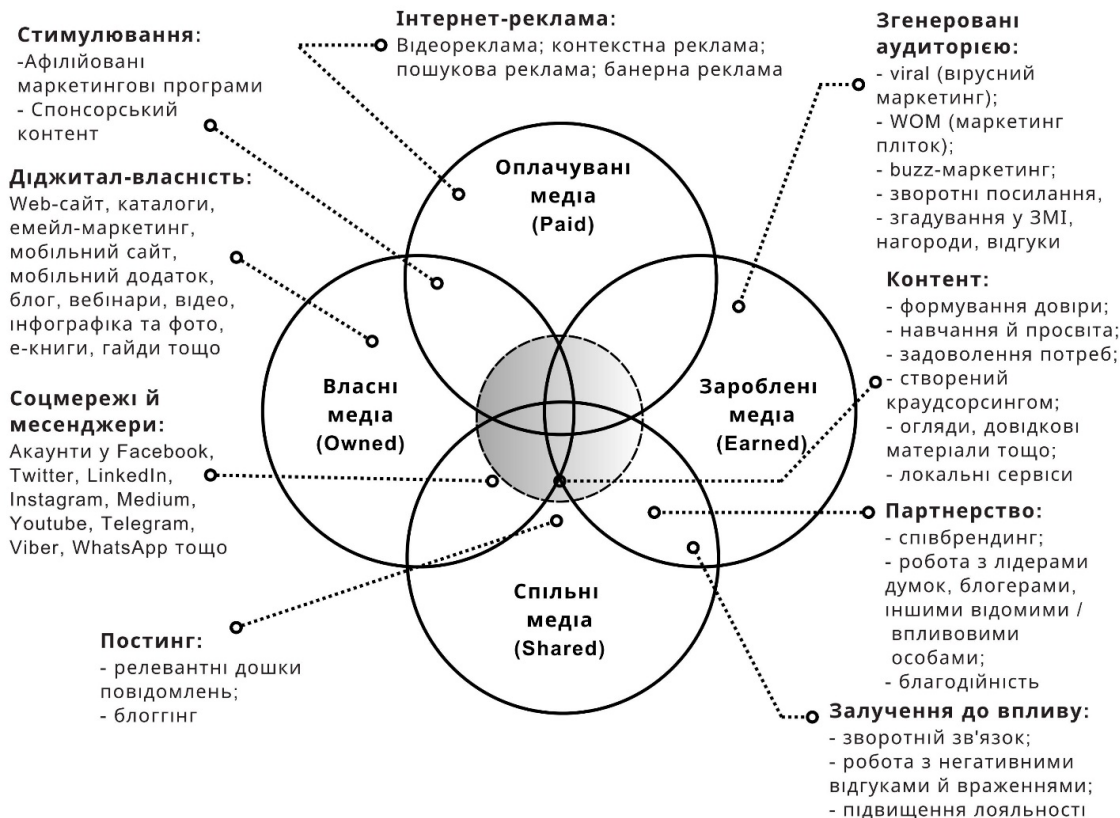 Стимулювання:
-Афілійовані
маркетингові програми
- Спонсорський
контент
Інтернет-реклама:
Відеореклама; контекстна реклама;
пошукова реклама; банерна реклама
Згенеровані
аудиторією:
- viral (вірусний
маркетинг);
- WOM (маркетинг
пліток);
- buzz-маркетинг;
- зворотні посилання,
- згадування у ЗМІ,
нагороди, відгуки
Діджитал-власність:
Web-сайт, каталоги,
емейл-маркетинг,
мобільний сайт,
мобільний додаток,
блог, вебінари, відео,
інфографіка та фото,
е-книги, гайди тощо
Оплачувані
медіа
(Paid)
Власні
медіа
(Owned)
Зароблені
медіа
(Earned)
Спільні
медіа
(Shared)
Контент:
- формування довіри;
- навчання й просвіта;
- задоволення потреб;
- створений
краудсорсингом;
- огляди, довідкові
матеріали тощо;
- локальні сервіси
Соцмережі й
месенджери:
Акаунти у Facebook,
Twitter, LinkedIn,
Instagram, Medium,
Youtube, Telegram,
Viber, WhatsApp тощо
Партнерство:
- співбрендинг;
- робота з лідерами
думок, блогерами,
іншими відомими /
впливовими
особами;
- благодійність
Постинг:
- релевантні дошки
повідомлень;
- блоггінг
Залучення до впливу:
- зворотній зв'язок;
- робота з негативними
відгуками й враженнями;
- підвищення лояльності